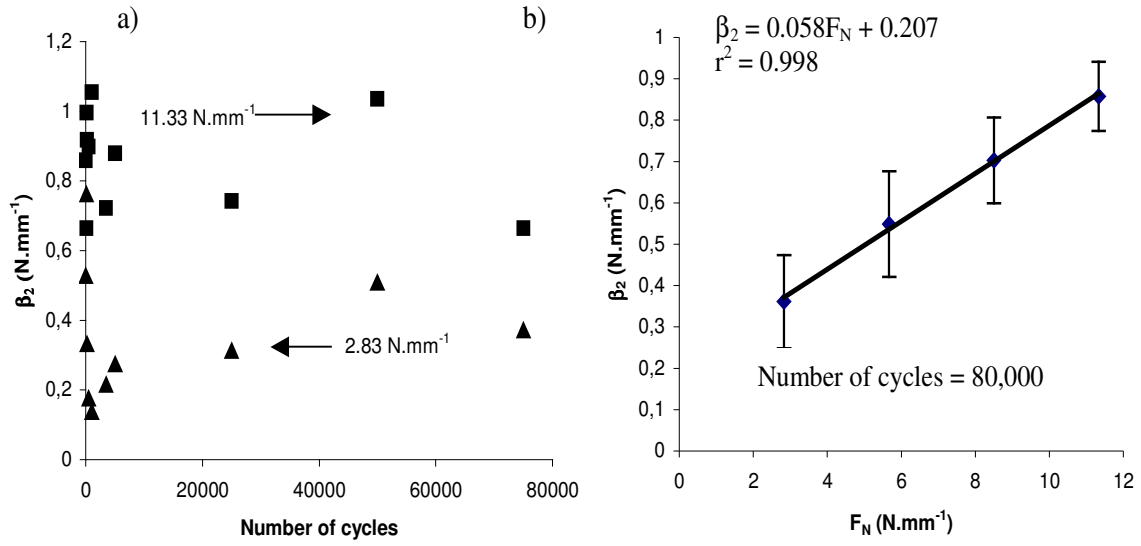 a)
1,2
1
0,8
0,6
0,4
0,2
0
β₂ (N.mm⁻¹)
11.33 N.mm⁻¹
2.83 N.mm⁻¹
0 20000 40000 60000 80000
Number of cycles
b)
β₂ = 0.058F_N + 0.207
r² = 0.998
1
0,9
0,8
0,7
0,6
0,5
0,4
0,3
0,2
0,1
0
β₂ (N.mm⁻¹)
Number of cycles = 80,000
0 2 4 6 8 10 12
F_N (N.mm⁻¹)